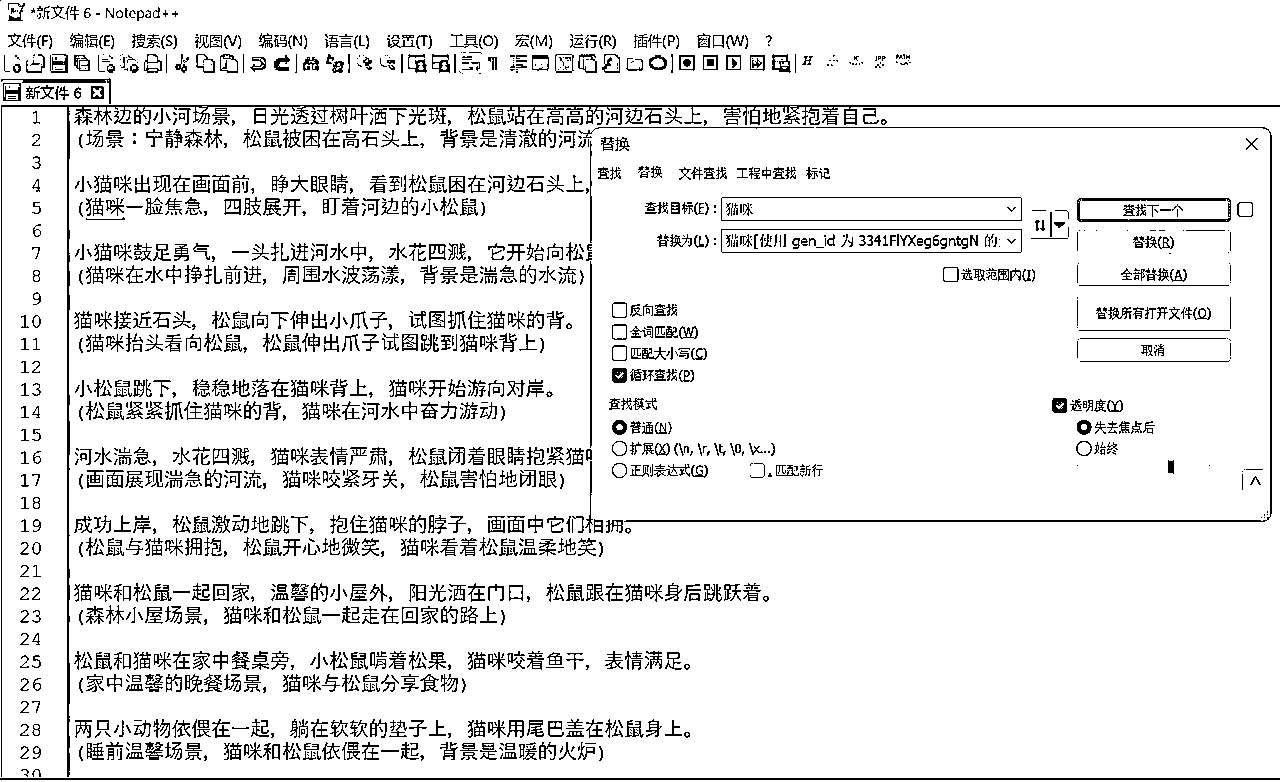 *新文件 6 - Notepad++
文件(F) 编辑(E) 搜索(S) 视图(V) 编码(N) 语言(L) 设置(T) 工具(O) 宏(M) 运行(R) 插件(P) 窗口(W) ?
新文件 6
1 森林边的小河场景，日光透过树叶洒下光斑，松鼠站在高高的河边石头上，害怕地紧抱着自己。
2 (场景：宁静森林，松鼠被困在高石头上，背景是清澈的河流
3
4 小猫咪出现在画面前，睁大眼睛，看到松鼠困在河边石头上，
5 (猫咪一脸焦急，四肢展开，盯着河边的小松鼠)
6
7 小猫咪鼓足勇气，一头扎进河水中，水花四溅，它开始向松
8 (猫咪在水中挣扎前进，周围水波荡漾，背景是湍急的水流)
9
10 猫咪接近石头，松鼠向下伸出小爪子，试图抓住猫咪的背。
11 (猫咪抬头看向松鼠，松鼠伸出爪子试图跳到猫咪背上)
12
13 小松鼠跳下，稳稳地落在猫咪背上，猫咪开始游向对岸。
14 (松鼠紧紧抓住猫咪的背，猫咪在河水中奋力游动)
15
16 河水湍急，水花四溅，猫咪表情严肃，松鼠闭着眼睛抱紧猫
17 (画面展现湍急的河流，猫咪咬紧牙关，松鼠害怕地闭眼)
18
19 成功上岸，松鼠激动地跳下，抱住猫咪的脖子，画面中它们相拥。
20 (松鼠与猫咪拥抱，松鼠开心地微笑，猫咪看着松鼠温柔地笑)
21
22 猫咪和松鼠一起回家，温馨的小屋外，阳光洒在门口，松鼠跟在猫咪身后跳跃着。
23 (森林小屋场景，猫咪和松鼠一起走在回家的路上)
24
25 松鼠和猫咪在家中餐桌旁，小松鼠啃着松果，猫咪咬着鱼干，表情满足。
26 (家中温馨的晚餐场景，猫咪与松鼠分享食物)
27
28 两只小动物依偎在一起，躺在软软的垫子上，猫咪用尾巴盖在松鼠身上。
29 (睡前温馨场景，猫咪和松鼠依偎在一起，背景是温暖的火炉)
30
替换
查找 替换 文件查找 工程中查找 标记
查找目标(F)： 猫咪
替换为(L)： 猫咪[使用 gen_id 为 3341FlYXeg6gntgN 的
查找下一个
替换(R)
选取范围内(I)
全部替换(A)
替换所有打开文件(O)
取消
反向查找
全词匹配(W)
匹配大小写(C)
循环查找(P)
查找模式
普通(N)
扩展(X) (\n, \r, \t, \0, \x...)
正则表达式(G) . 匹配新行
透明度(Y)
失去焦点后
始终